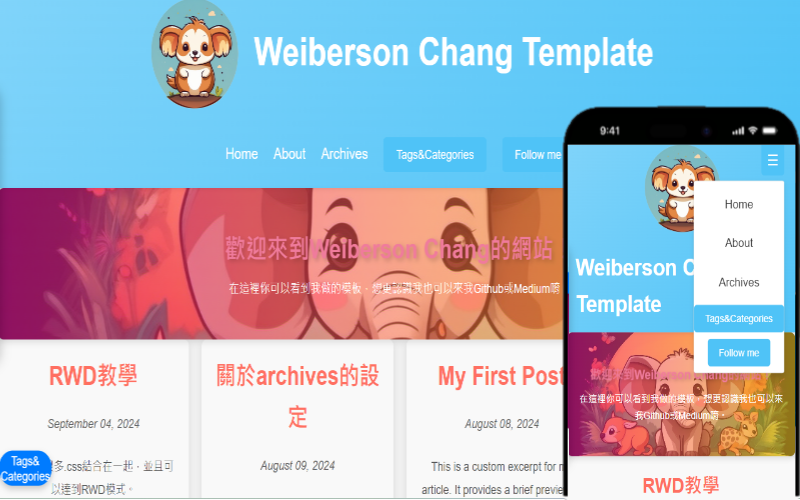 Weiberson Chang Template
Home
About
Archives
Tags&Categories
Follow me
歡迎來到Weiberson Chang的網站
在這裡你可以看到我做的模板，想更認識我也可以來我Github或Medium唷
RWD教學
September 04, 2024
多.css結合在一起，並且可
以達到RWD模式。
關於archives的設
定
August 09, 2024
My First Post
August 08, 2024
This is a custom excerpt for
article. It provides a brief
Tags&
Categories
9:41
☰
Weiberson
Template
Home
About
Archives
Tags&Categories
Follow me
歡迎來到Weiberson Chang
在這裡你可以看到我做的模板，想更認識我也可以來
我Github或Medium唷。
RWD教學